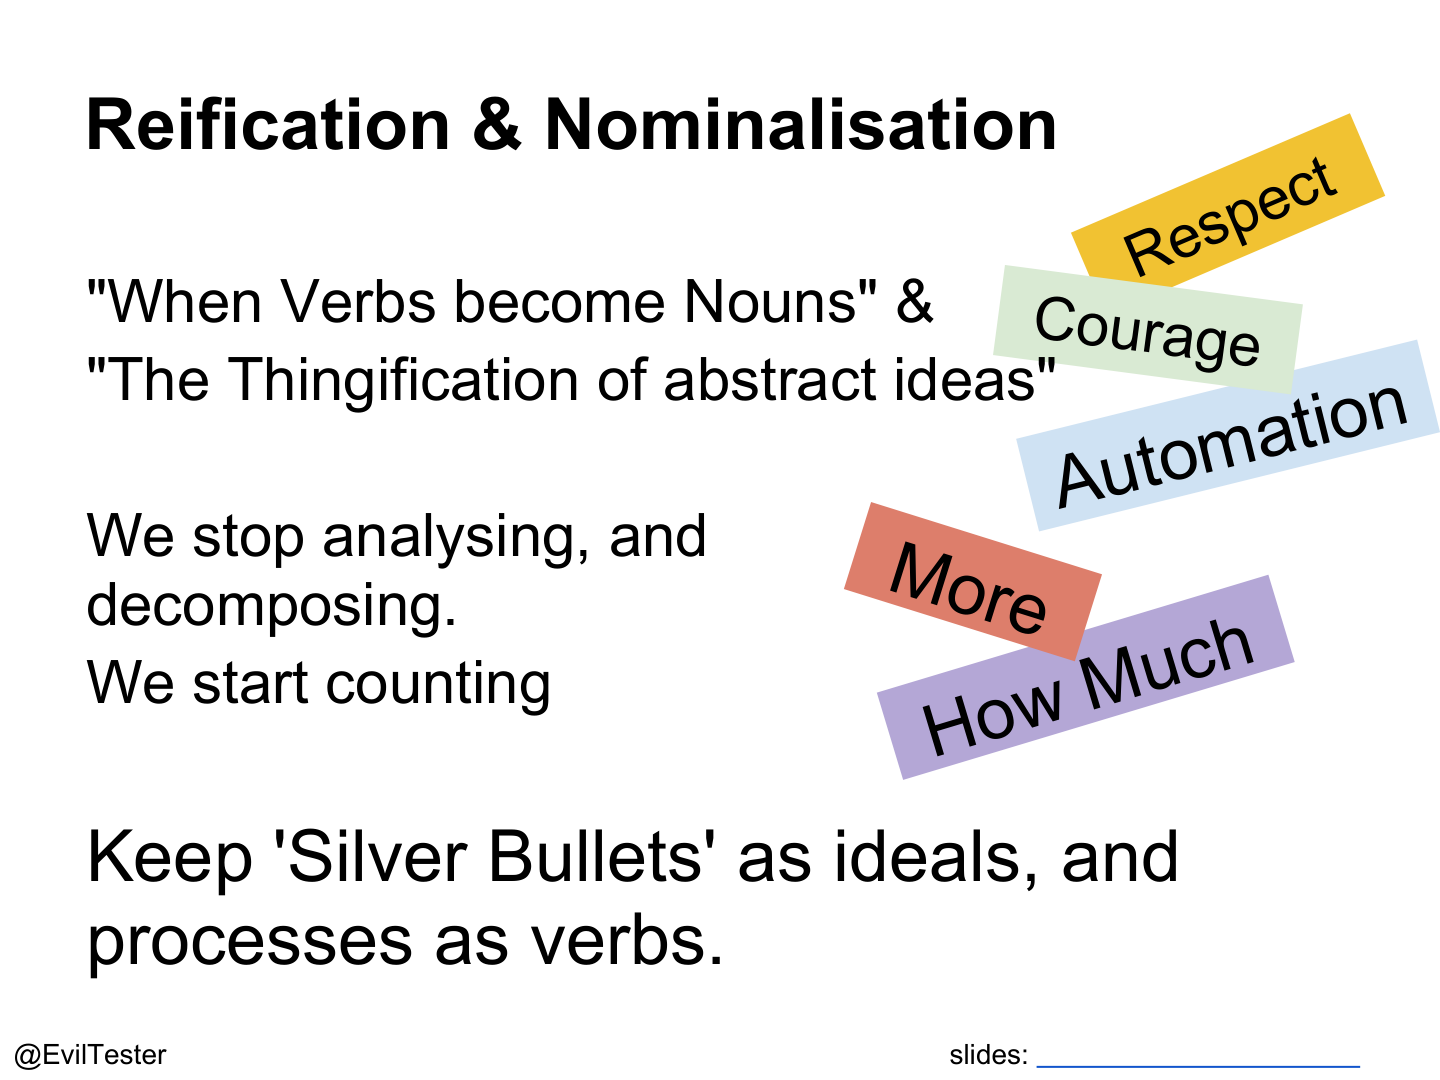 Reification & Nominalisation
Respect
"When Verbs become Nouns" &
Courage
"The Thingification of abstract ideas"
Automation
We stop analysing, and
More
decomposing.
We start counting
How Much
Keep 'Silver Bullets' as ideals, and
processes as verbs.
@EvilTester
slides: